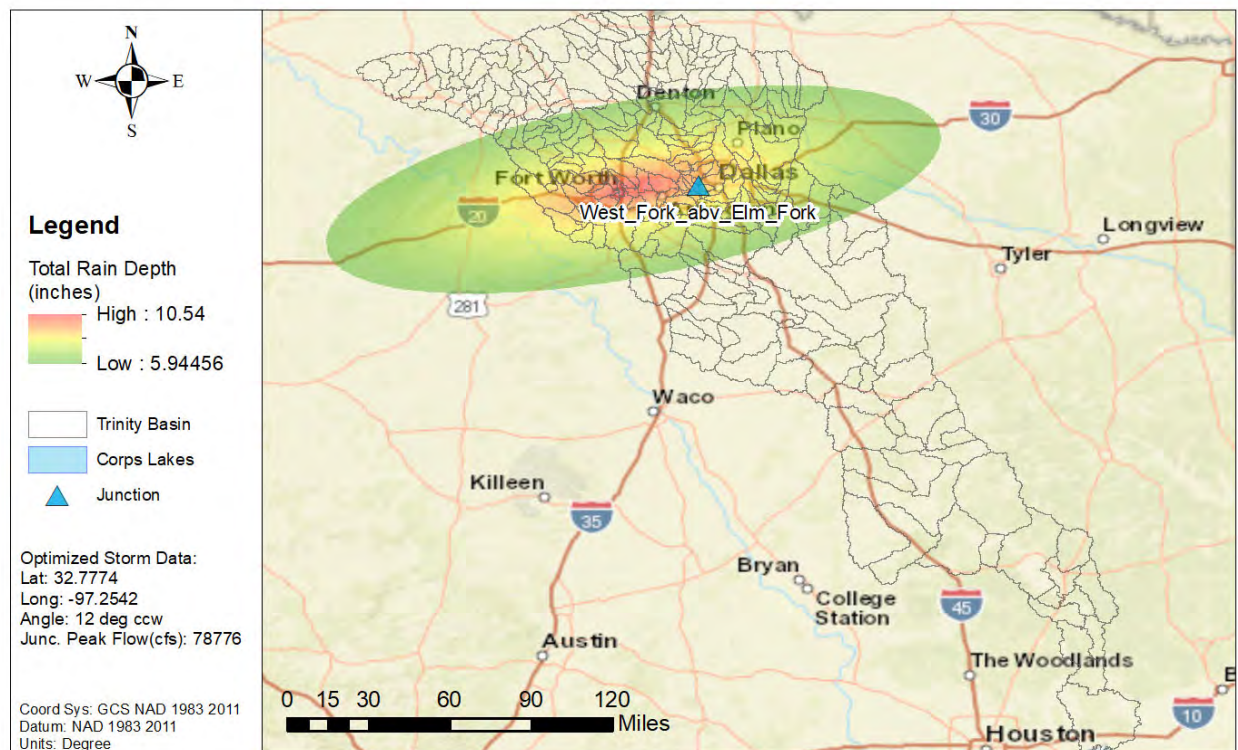 N
W E
S
Legend
Total Rain Depth
(inches)
High : 10.54
Low : 5.94456
Trinity Basin
Corps Lakes
Junction
Optimized Storm Data:
Lat: 32.7774
Long: -97.2542
Angle: 12 deg ccw
Junc. Peak Flow(cfs): 78776
Coord Sys: GCS NAD 1983 2011
Datum: NAD 1983 2011
Units: Degree
Denton
30
Plano
Fort Worth
Dallas
20
West_Fork_abv_Elm_Fork
Longview
Tyler
281
Waco
Killeen
35
Bryan
College
Station
45
Austin
The Woodlands
B
10
Houston
0 15 30 60 90 120
Miles